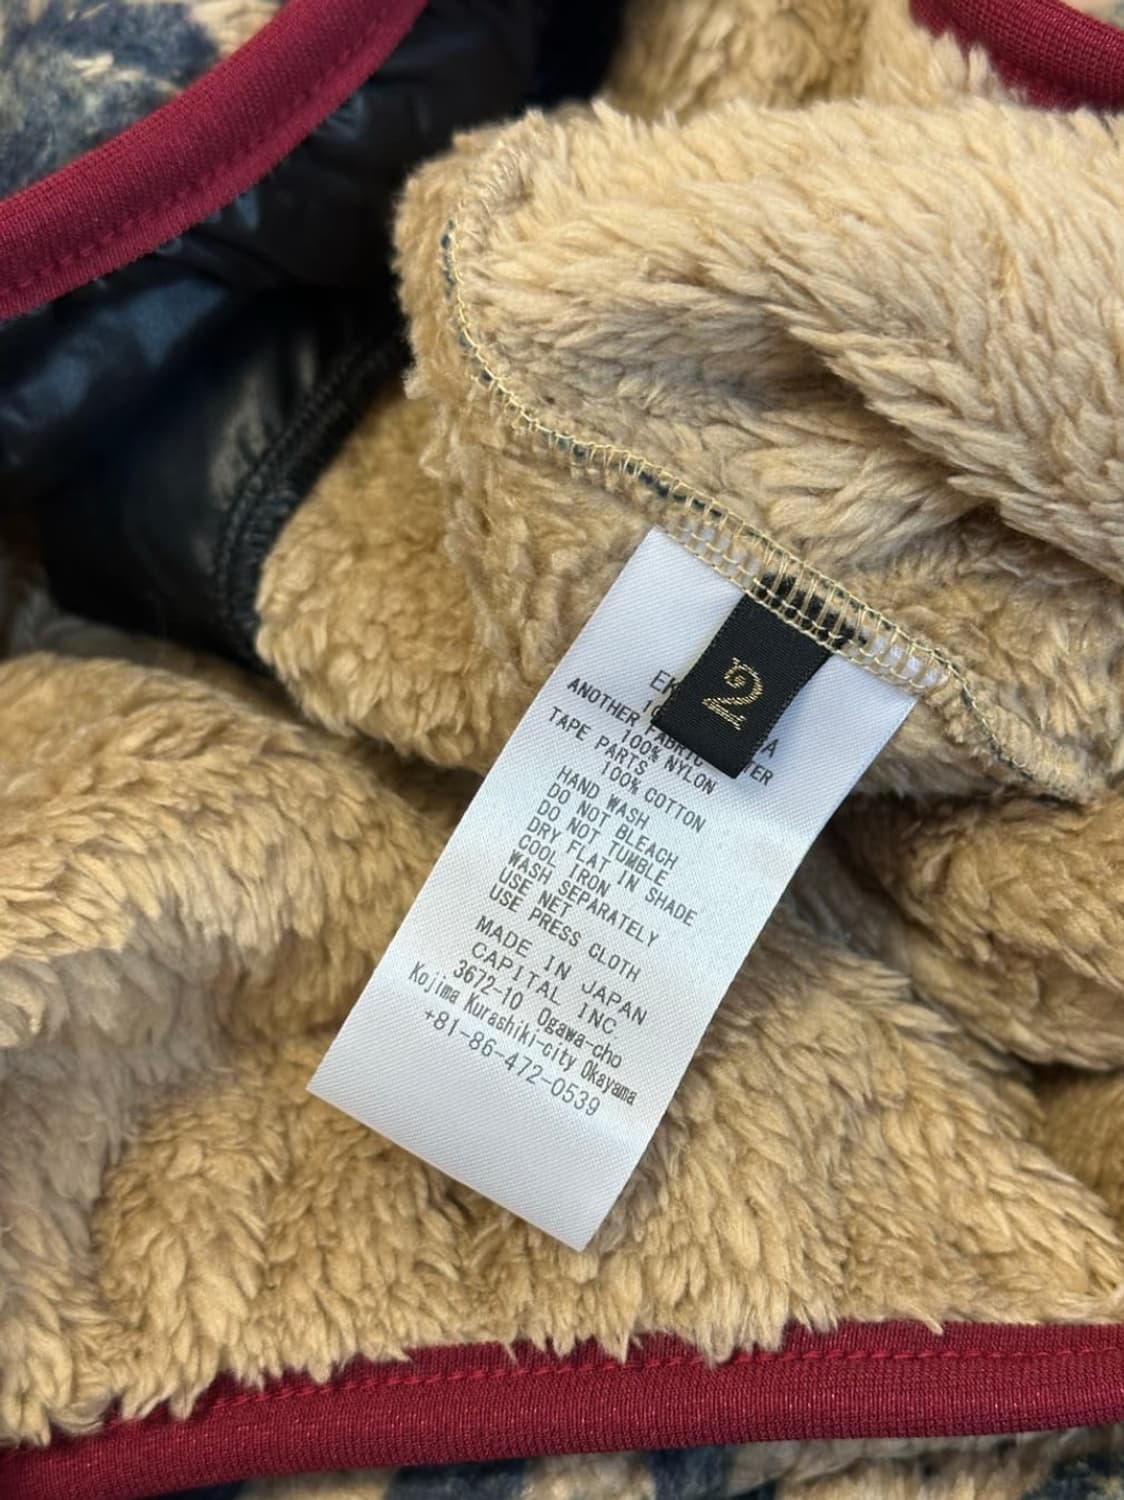 2
ANOTHER FABRIC
100% NYLON
TAPE PARTS
100% COTTON
HAND WASH
DO NOT BLEACH
DO NOT TUMBLE
DRY FLAT IN SHADE
COOL IRON
WASH SEPARATELY
USE NET
USE PRESS CLOTH
MADE IN JAPAN
CAPITAL INC.
3672-10 Ogawa-cho
Kojima Kurashiki-city Okayama
+81-86-472-0539